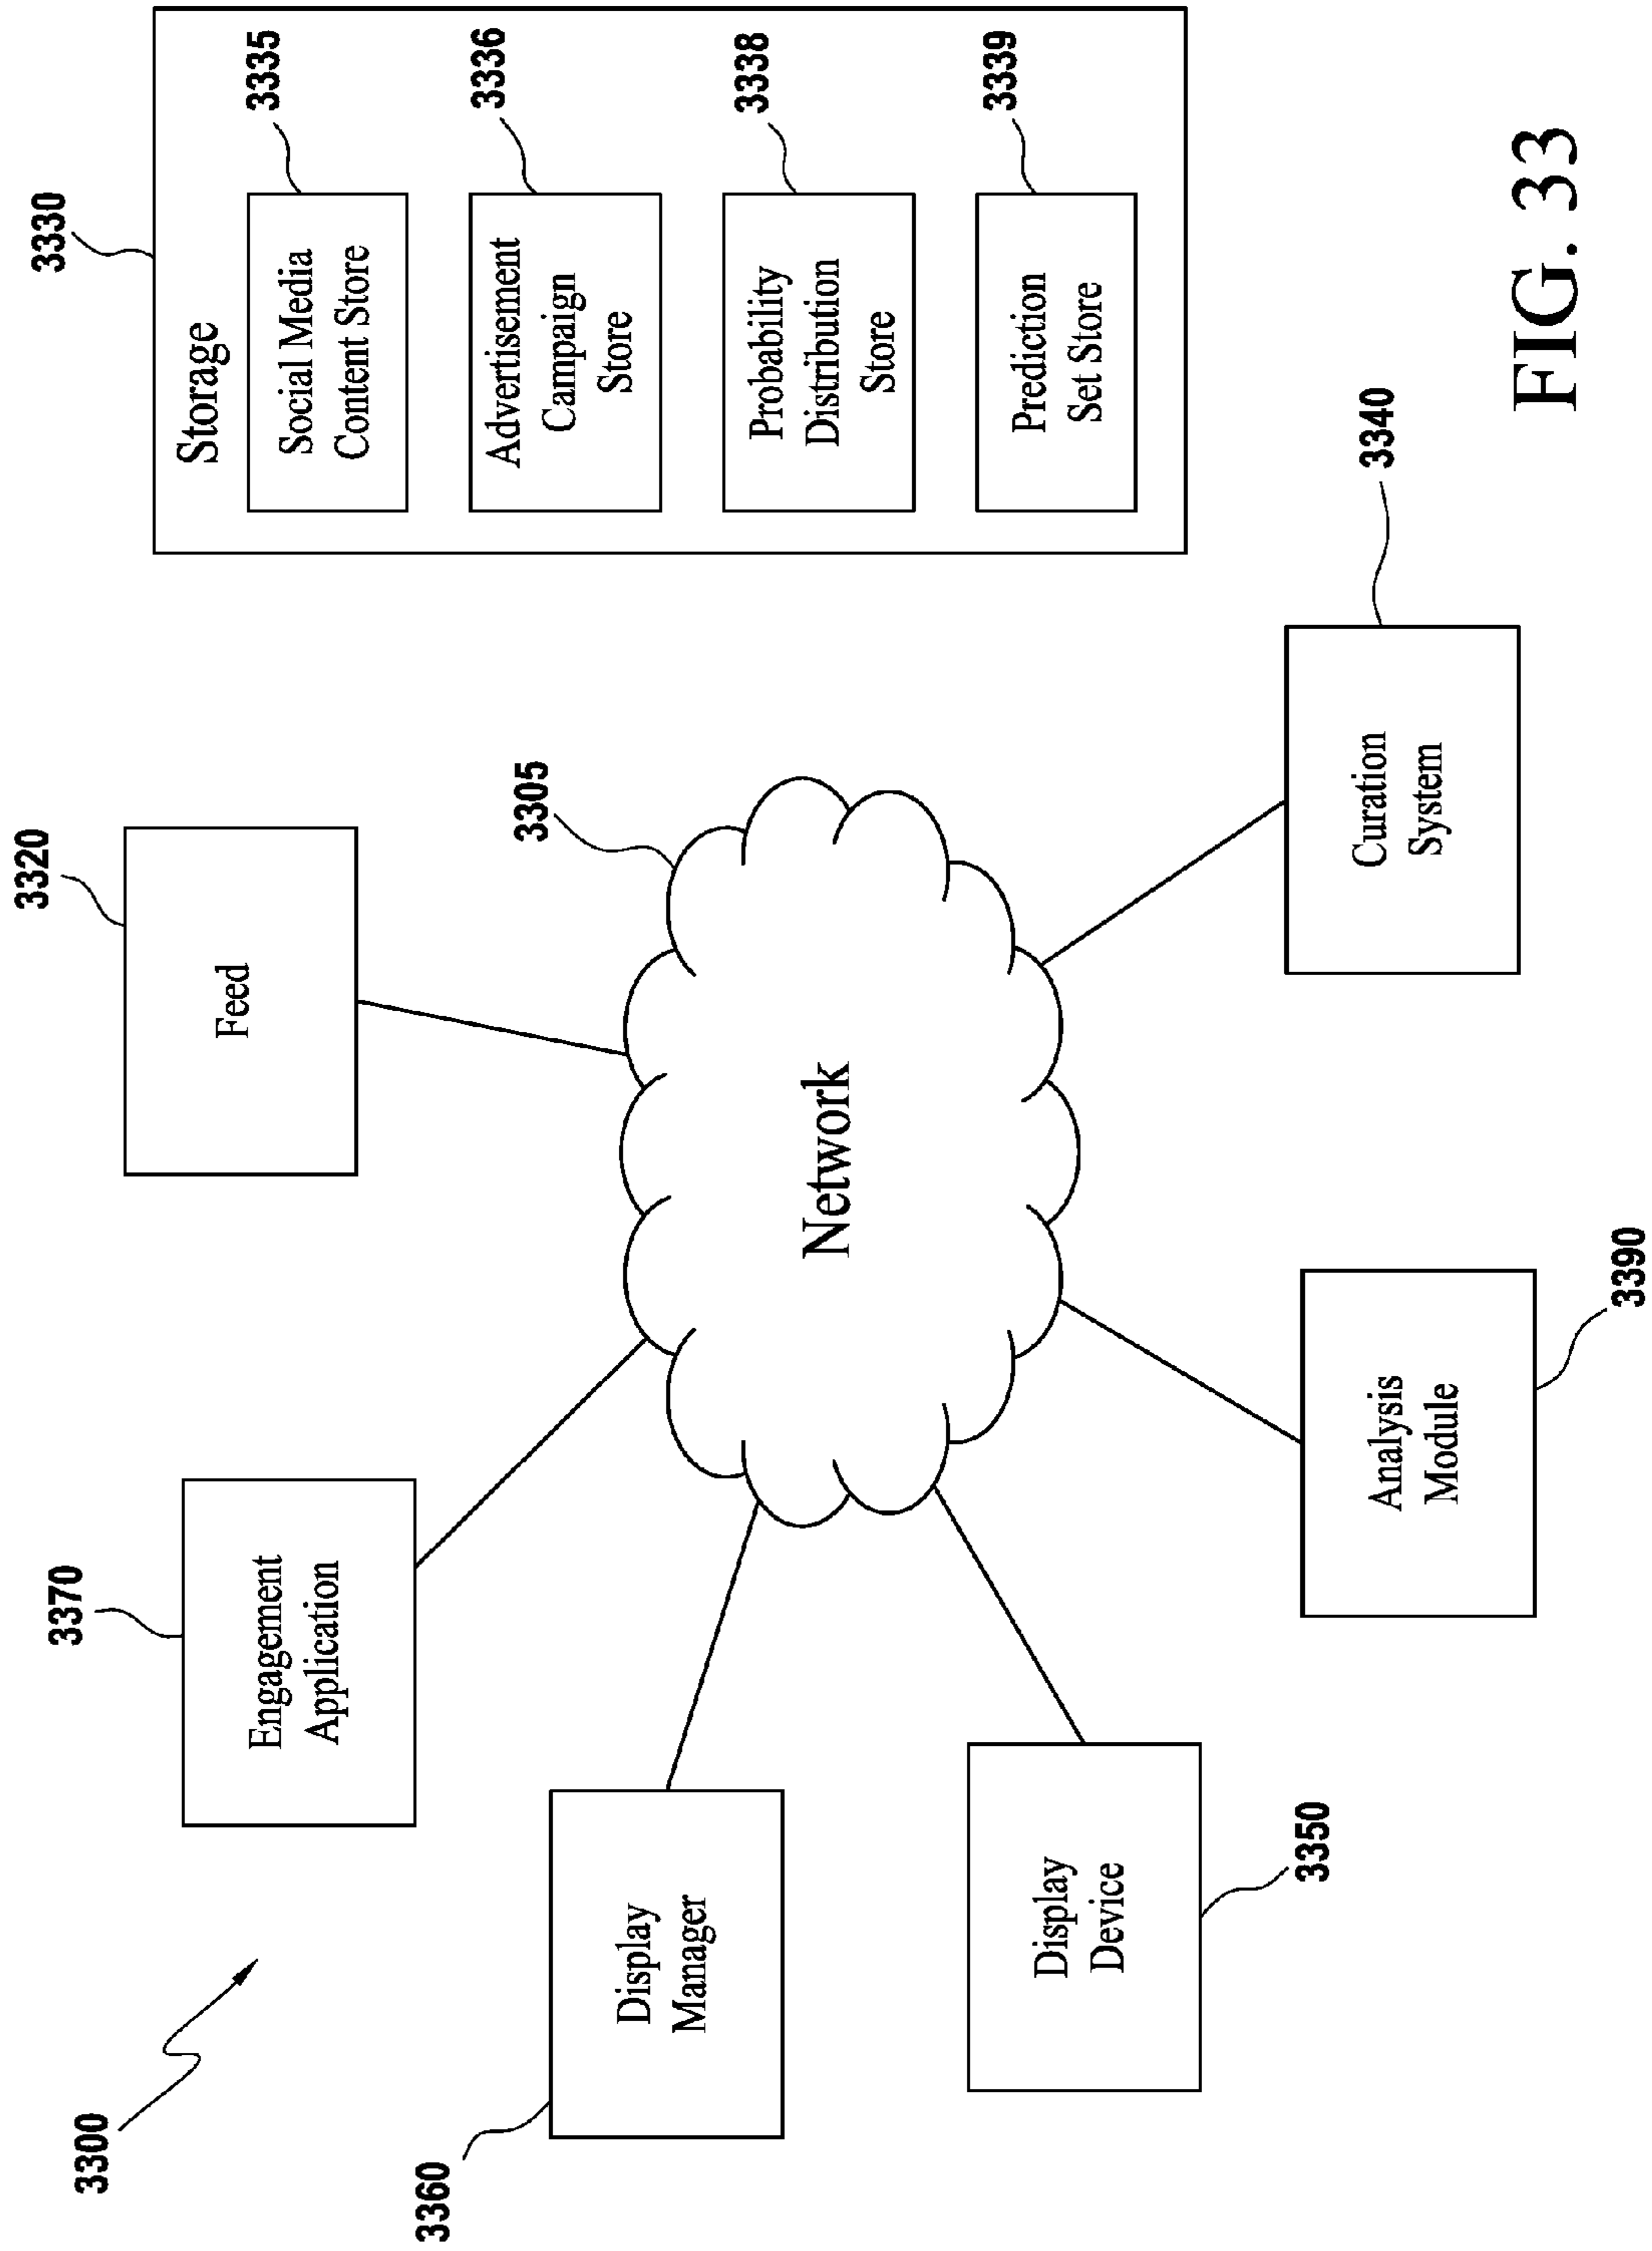 3300
3360
Display
Manager
3370
Engagement
Application
3320
Feed
3330
Storage
3335
Social Media
Content Store
3336
Advertisement
Campaign
Store
3338
Probability
Distribution
Store
3339
Prediction
Set Store
3305
Network
Display
Device
3350
Analysis
Module
3390
Curation
System
3340
FIG. 33